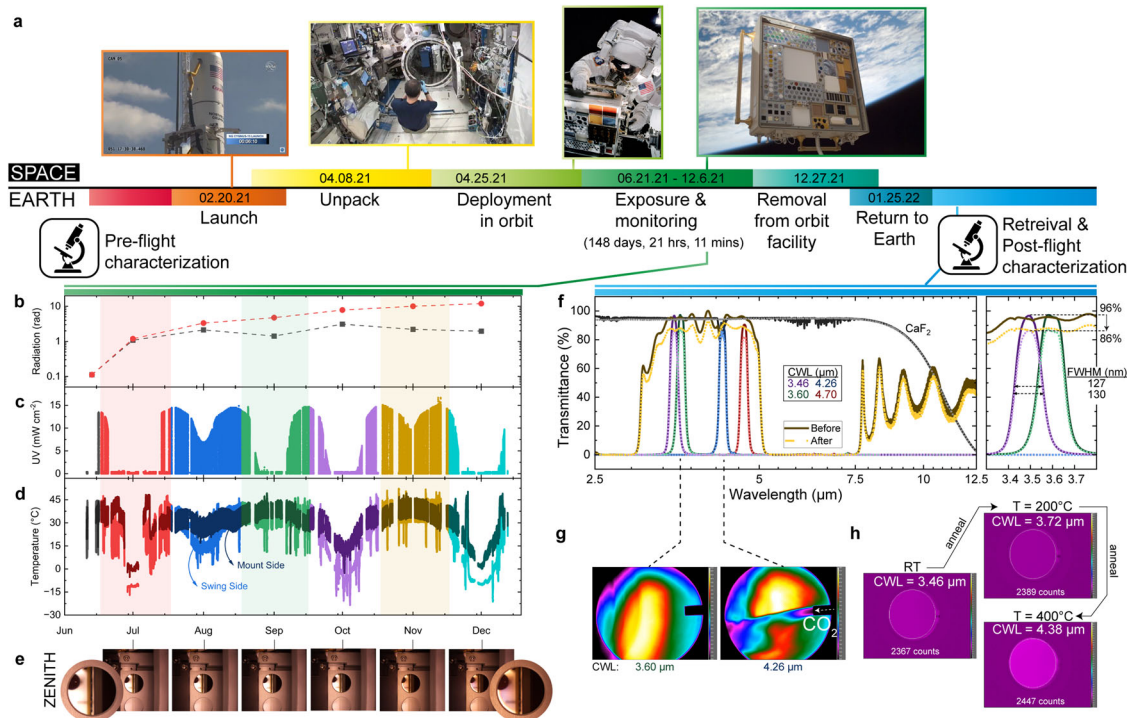 a
SPACE
EARTH
02.20.21
04.08.21
04.25.21
06.21.21 - 12.6.21
12.27.21
01.25.22
Launch
Unpack
Deployment
in orbit
Exposure &
monitoring
(148 days, 21 hrs, 11 mins)
Removal
from orbit
facility
Return to
Earth
Pre-flight
characterization
Retreival &
Post-flight
characterization
b
Radiation (rad)
10
1
0.1
c
UV (mW cm⁻²)
15
10
5
0
d
Temperature (°C)
45
30
15
0
−15
−30
Mount Side
Swing Side
Jun
Jul
Aug
Sep
Oct
Nov
Dec
e
ZENITH
f
Transmittance (%)
100
80
60
40
20
0
CaF₂
CWL (µm)
3.46 4.26
3.60 4.70
Before
After
2.5
5
7.5
10
12.5
Wavelength (µm)
96%
86%
FWHM (nm)
127
130
3.4 3.5 3.6 3.7
g
CO₂
CWL: 3.60 µm 4.26 µm
h
RT
CWL = 3.46 µm
2367 counts
anneal
T = 200°C
CWL = 3.72 µm
2389 counts
anneal
T = 400°C
CWL = 4.38 µm
2447 counts